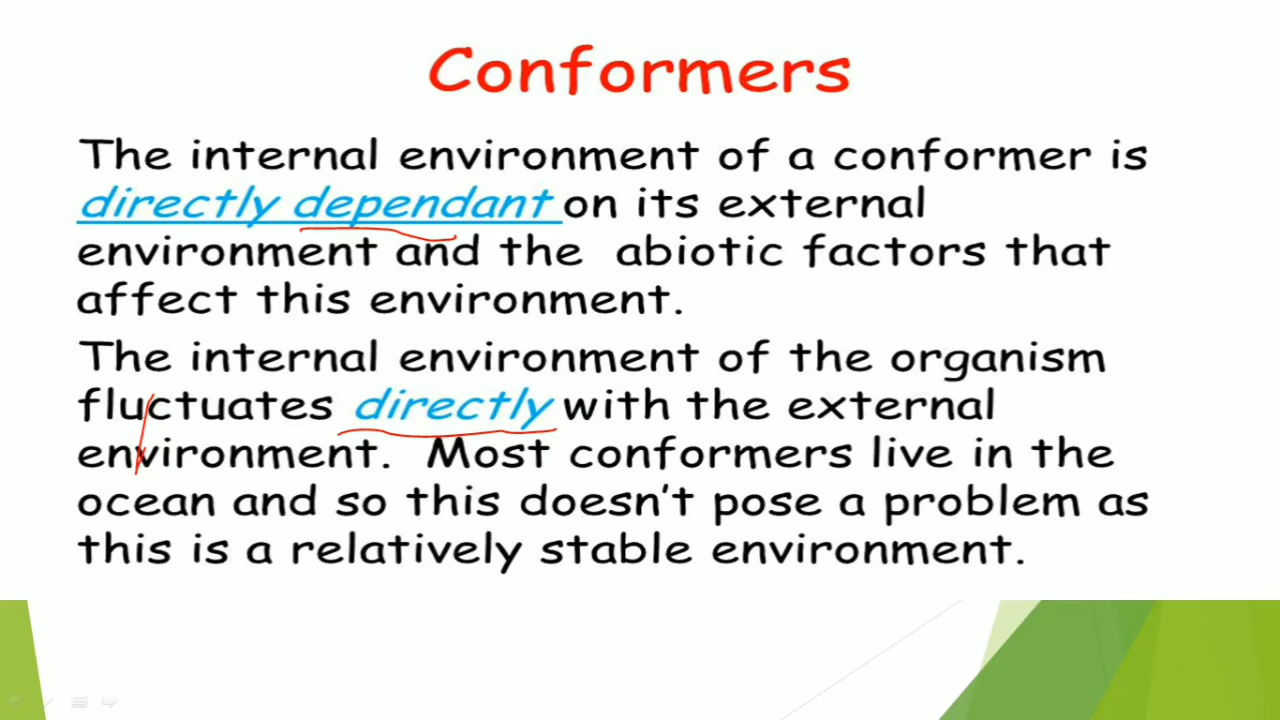 Conformers
The internal environment of a conformer is
directly dependant on its external
environment and the abiotic factors that
affect this environment.
The internal environment of the organism
fluctuates directly with the external
environment. Most conformers live in the
ocean and so this doesn't pose a problem as
this is a relatively stable environment.